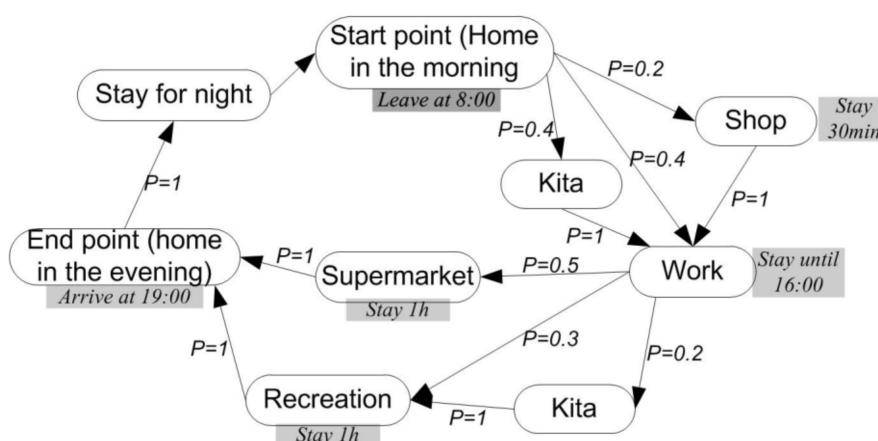 Start point (Home
in the morning
Leave at 8:00
Stay for night
P=0.2
Shop
Stay
30min
P=0.4
P=0.4
Kita
P=1
P=1
P=1
End point (home
in the evening)
Arrive at 19:00
P=1
Supermarket
Stay 1h
P=0.5
Work
Stay until
16:00
P=1
P=0.3
P=0.2
Recreation
Stay 1h
P=1
Kita